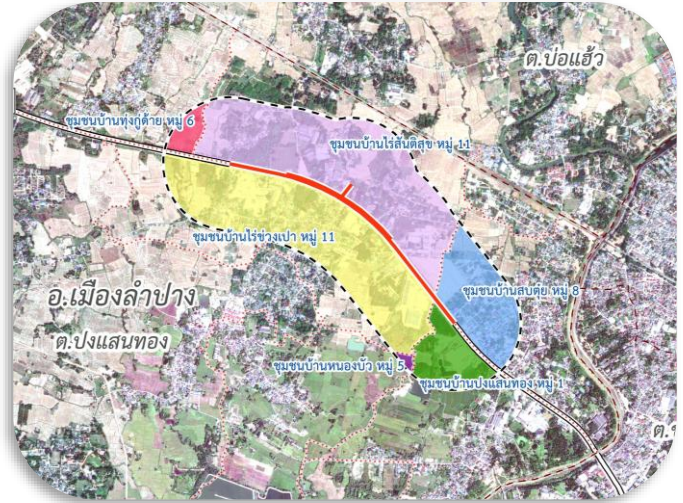 ต.บ่อแฮ้ว
ชุมชนบ้านทุ่งกู่ด้าย หมู่ 6
ชุมชนบ้านไร่สันติสุข หมู่ 11
ชุมชนบ้านไร่ช่วงเปา หมู่ 11
อ.เมืองลำปาง
ชุมชนบ้านสบตุ๋ย หมู่ 8
ต.ปงแสนทอง
ชุมชนบ้านหนองบัว หมู่ 5
ชุมชนบ้านปงแสนทอง หมู่ 1